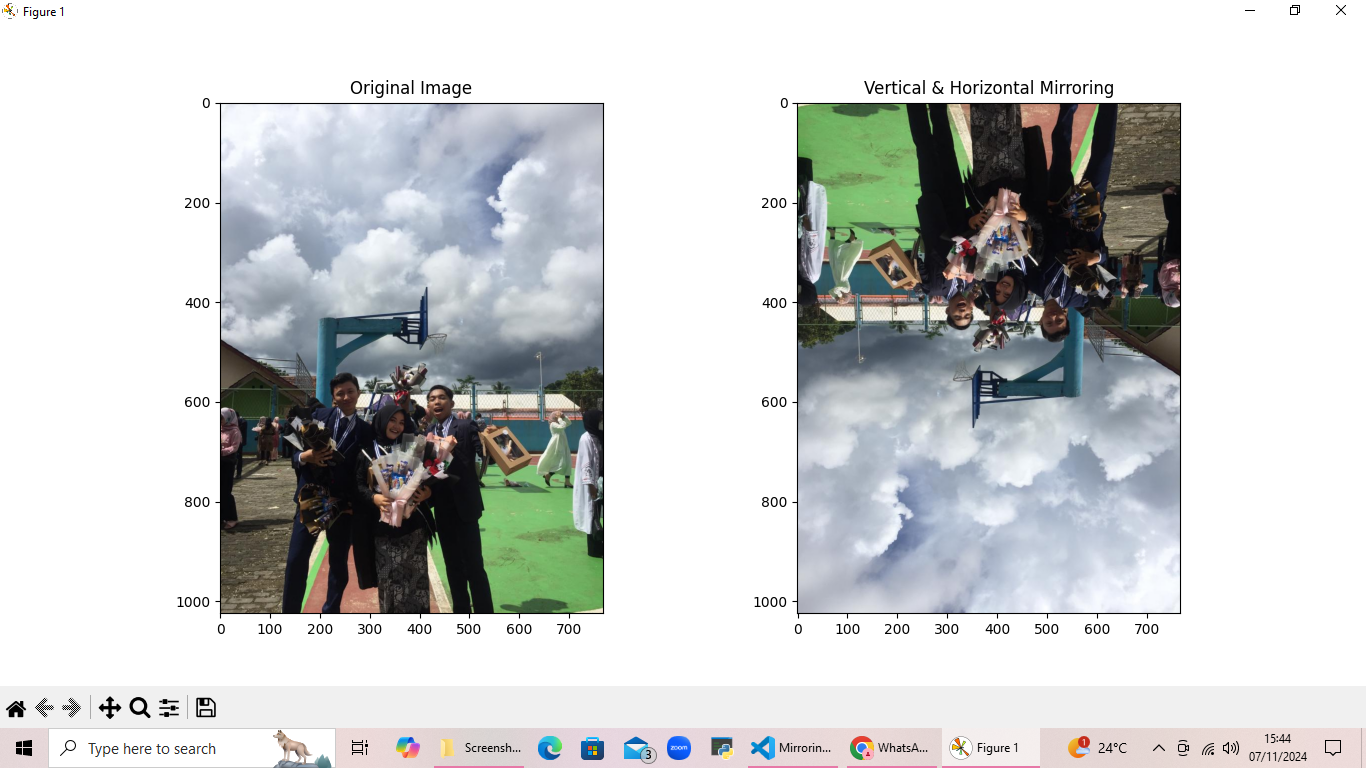 Figure 1
Original Image
Vertical & Horizontal Mirroring
0
200
400
600
800
1000
0 100 200 300 400 500 600 700
0
200
400
600
800
1000
0 100 200 300 400 500 600 700
Type here to search
Screensh...
3
zoom
Mirrorin...
WhatsA...
Figure 1
1
24°C
15:44
07/11/2024